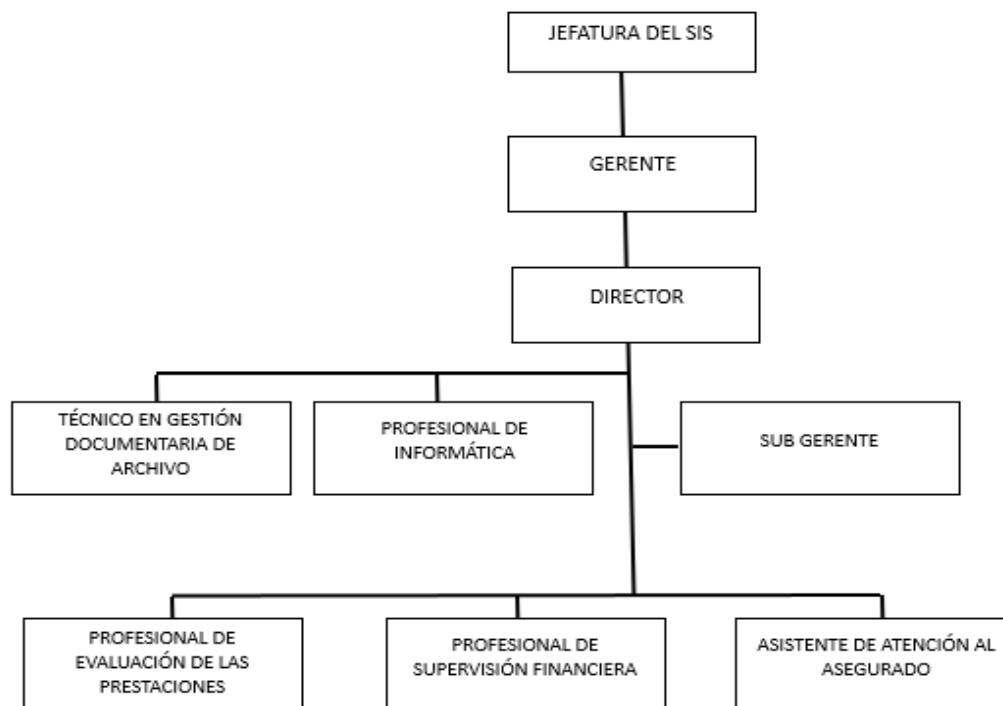 JEFATURA DEL SIS
GERENTE
DIRECTOR
TÉCNICO EN GESTIÓN
DOCUMENTARIA DE
ARCHIVO
PROFESIONAL DE
INFORMÁTICA
SUB GERENTE
PROFESIONAL DE
EVALUACIÓN DE LAS
PRESTACIONES
PROFESIONAL DE
SUPERVISIÓN FINANCIERA
ASISTENTE DE ATENCIÓN AL
ASEGURADO